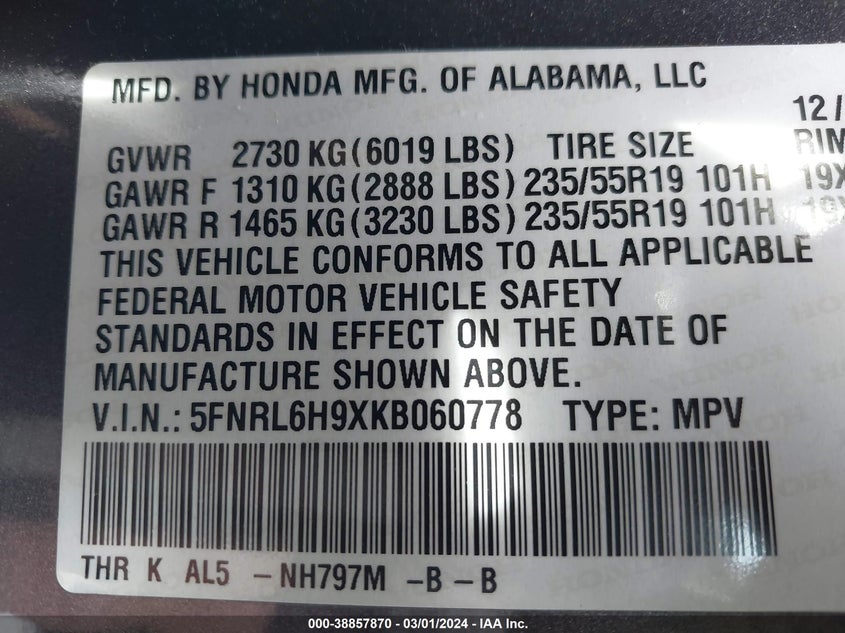 MFD. BY HONDA MFG. OF ALABAMA, LLC
12/
GVWR 2730 KG(6019 LBS) TIRE SIZE RIM
GAWR F 1310 KG(2888 LBS) 235/55R19 101H 19X
GAWR R 1465 KG(3230 LBS) 235/55R19 101H 19X
THIS VEHICLE CONFORMS TO ALL APPLICABLE
FEDERAL MOTOR VEHICLE SAFETY
STANDARDS IN EFFECT ON THE DATE OF
MANUFACTURE SHOWN ABOVE.
V.I.N.: 5FNRL6H9XKB060778 TYPE: MPV
THR K AL5 -NH797M -B-B
000-38857870 - 03/01/2024 - IAA Inc.